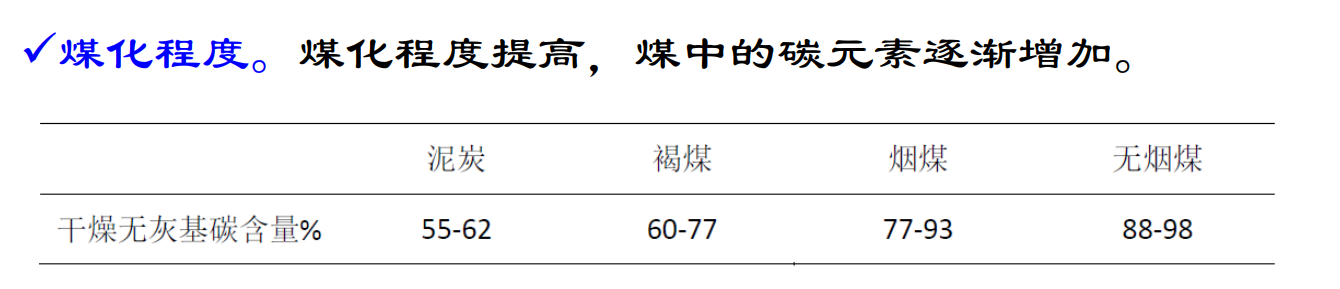 ✓煤化程度。煤化程度提高，煤中的碳元素逐渐增加。
泥炭 褐煤 烟煤 无烟煤
干燥无灰基碳含量% 55-62 60-77 77-93 88-98